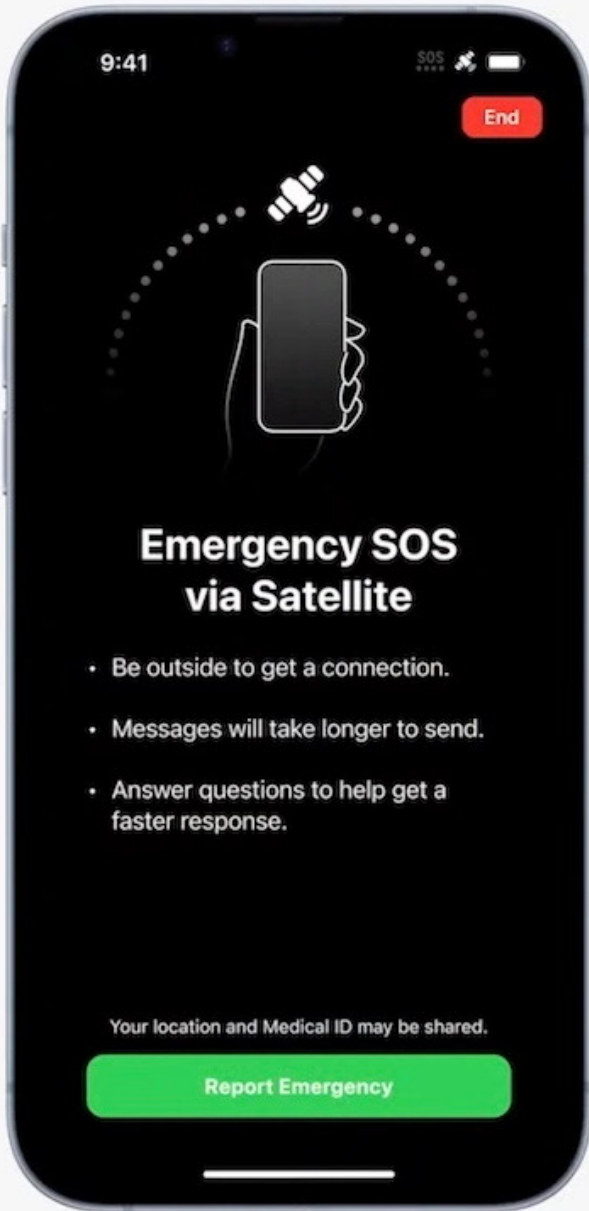 9:41
SOS
End
Emergency SOS
via Satellite
• Be outside to get a connection.
• Messages will take longer to send.
• Answer questions to help get a
faster response.
Your location and Medical ID may be shared.
Report Emergency